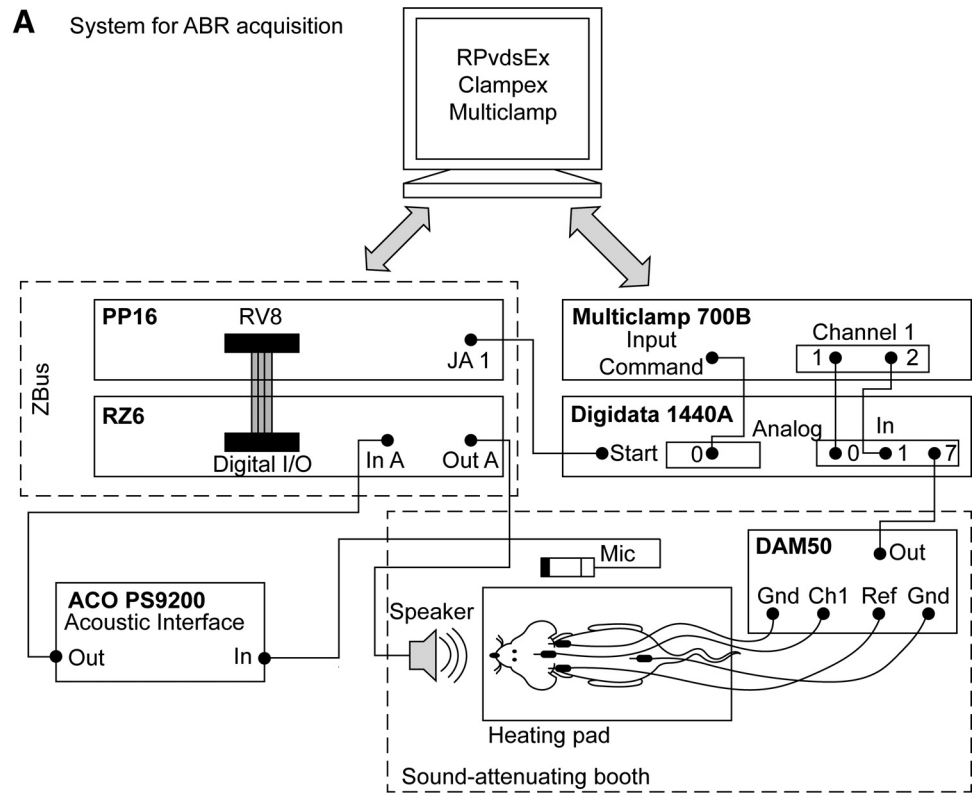 A System for ABR acquisition
RPvdsEx
Clampex
Multiclamp
ZBus
PP16
RV8
JA 1
RZ6
Digital I/O
In A
Out A
Multiclamp 700B
Input
Command
Channel 1
1
2
Digidata 1440A
Start
0
Analog
In
0
1
7
ACO PS9200
Acoustic Interface
Out
In
Mic
DAM50
Out
Gnd Ch1 Ref Gnd
Speaker
Heating pad
Sound-attenuating booth